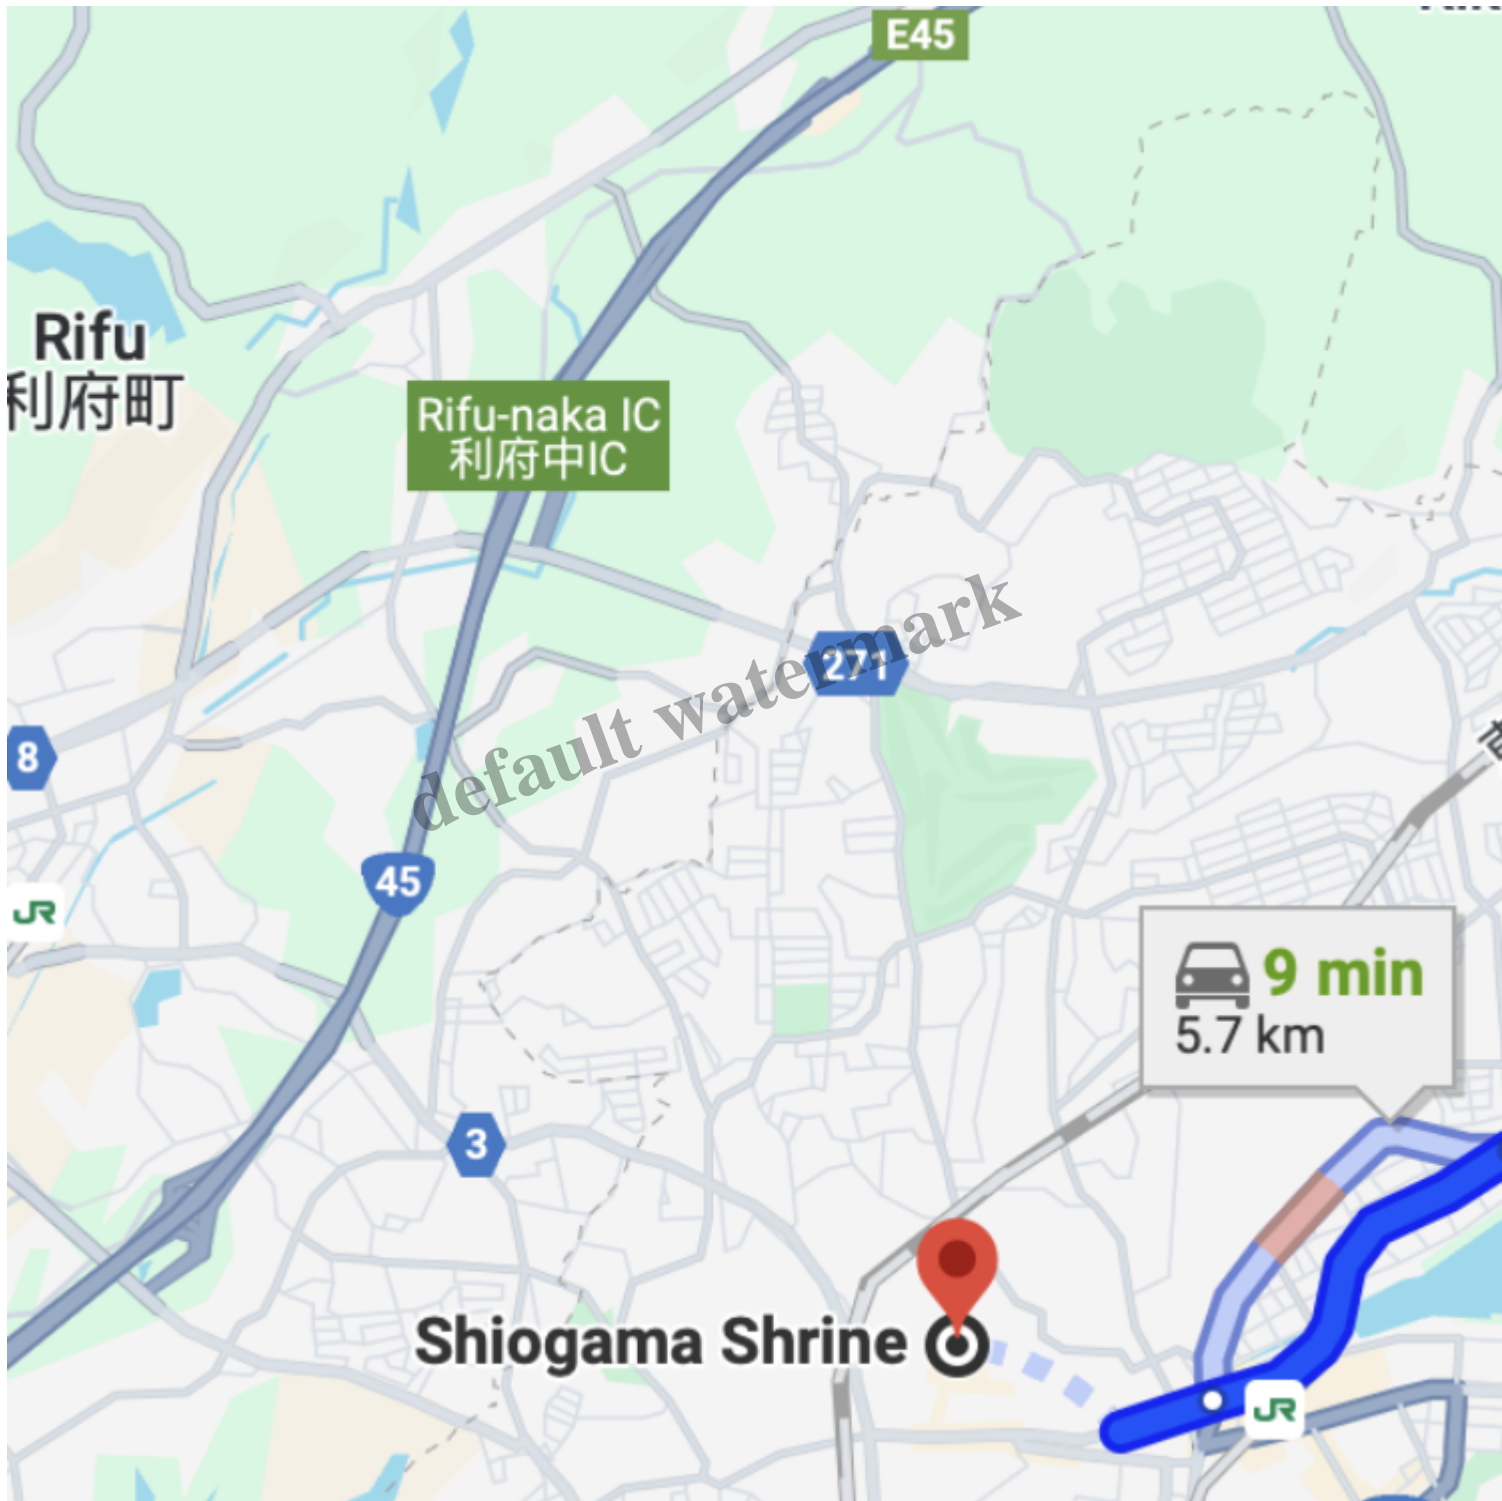 E45
Rifu
利府町
Rifu-naka IC
利府中IC
271
default watermark
8
45
JR
9 min
5.7 km
3
Shiogama Shrine
JR